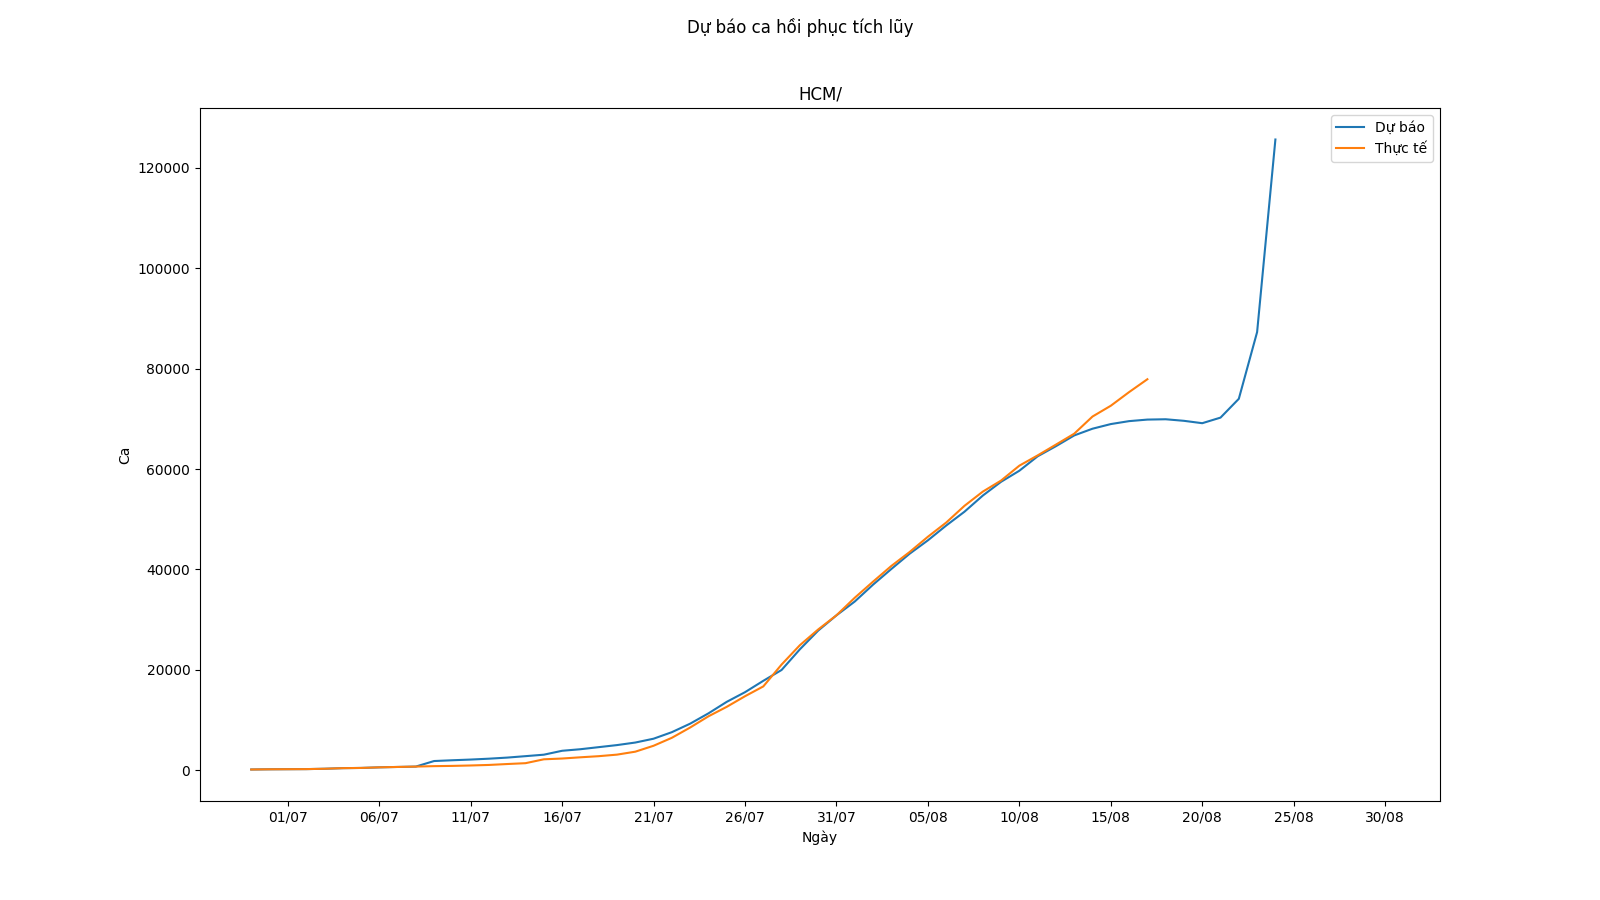 Dự báo ca hồi phục tích lũy
HCM/
Dự báo
Thực tế
120000
100000
80000
60000
40000
20000
0
Ca
01/07 06/07 11/07 16/07 21/07 26/07 31/07 05/08 10/08 15/08 20/08 25/08 30/08
Ngày